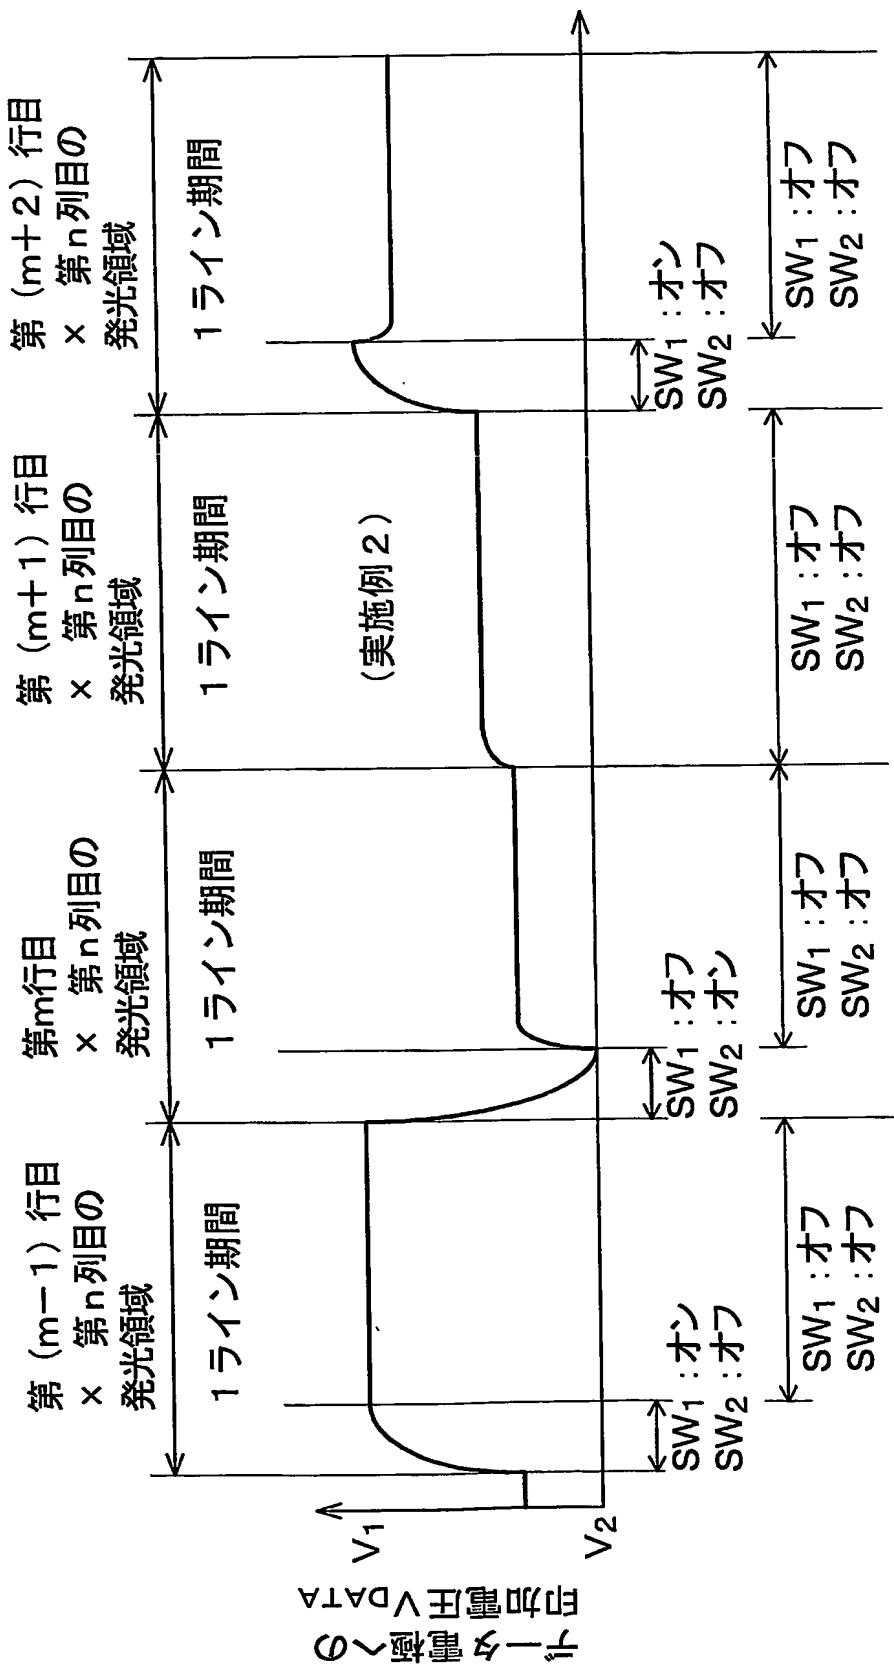 第（m－1）行目
× 第n列目の
発光領域
第m行目
× 第n列目の
発光領域
第（m＋1）行目
× 第n列目の
発光領域
第（m＋2）行目
× 第n列目の
発光領域
1ライン期間
1ライン期間
1ライン期間
1ライン期間
（実施例2）
データ電極への
印加電圧VDATA
V1
V2
SW1：オン
SW2：オフ
SW1：オフ
SW2：オン
SW1：オン
SW2：オフ
SW1：オフ
SW2：オフ
SW1：オフ
SW2：オフ
SW1：オフ
SW2：オフ
SW1：オフ
SW2：オフ